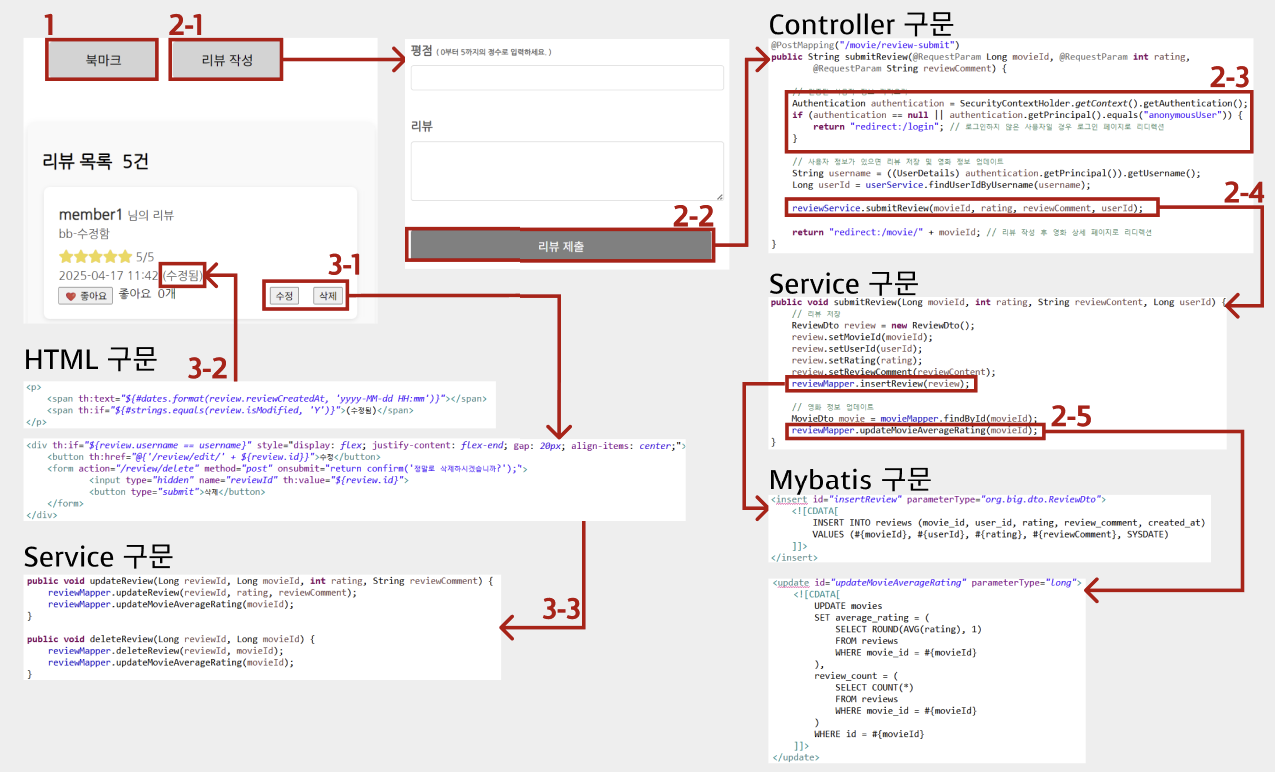 1
북마크
2-1
리뷰 작성
리뷰 목록 5건
member1 님의 리뷰
bb-수정함
5/5
2025-04-17 11:42 (수정됨)
좋아요 좋아요 0개
3-1
수정 삭제
평점 ( 0부터 5까지의 정수로 입력하세요. )
리뷰
2-2
리뷰 제출
HTML 구문
3-2
<p>
<span th:text="${#dates.format(review.reviewCreatedAt, 'yyyy-MM-dd HH:mm')}"></span>
<span th:if="${#strings.equals(review.isModified, 'Y')}">(수정됨)</span>
</p>
<div th:if="${review.username == username}" style="display: flex; justify-content: flex-end; gap: 20px; align-items: center;">
<button th:href="@{'/review/edit/' + ${review.id}}">수정</button>
<form action="/review/delete" method="post" onsubmit="return confirm('정말로 삭제하시겠습니까?');">
<input type="hidden" name="reviewId" th:value="${review.id}">
<button type="submit">삭제</button>
</form>
</div>
Service 구문
3-3
public void updateReview(Long reviewId, Long movieId, int rating, String reviewComment) {
reviewMapper.updateReview(reviewId, rating, reviewComment);
reviewMapper.updateMovieAverageRating(movieId);
}
public void deleteReview(Long reviewId, Long movieId) {
reviewMapper.deleteReview(reviewId, movieId);
reviewMapper.updateMovieAverageRating(movieId);
}
Controller 구문
@PostMapping("/movie/review-submit")
public String submitReview(@RequestParam Long movieId, @RequestParam int rating,
@RequestParam String reviewComment) {
2-3
//
Authentication authentication = SecurityContextHolder.getContext().getAuthentication();
if (authentication == null || authentication.getPrincipal().equals("anonymousUser")) {
return "redirect:/login"; // 로그인하지 않은 사용자일 경우 로그인 페이지로 리디렉션
}
// 사용자 정보가 있으면 리뷰 저장 및 영화 정보 업데이트
String username = ((UserDetails) authentication.getPrincipal()).getUsername();
Long userId = userService.findUserIdByUsername(username);
2-4
reviewService.submitReview(movieId, rating, reviewComment, userId);
return "redirect:/movie/" + movieId; // 리뷰 작성 후 영화 상세 페이지로 리디렉션
}
Service 구문
public void submitReview(Long movieId, int rating, String reviewContent, Long userId) {
// 리뷰 저장
ReviewDto review = new ReviewDto();
review.setMovieId(movieId);
review.setUserId(userId);
review.setRating(rating);
review.setReviewComment(reviewContent);
reviewMapper.insertReview(review);
// 영화 정보 업데이트
MovieDto movie = movieMapper.findById(movieId);
reviewMapper.updateMovieAverageRating(movieId);
}
2-5
Mybatis 구문
<insert id="insertReview" parameterType="org.big.dto.ReviewDto">
<![CDATA[
INSERT INTO reviews (movie_id, user_id, rating, review_comment, created_at)
VALUES (#{movieId}, #{userId}, #{rating}, #{reviewComment}, SYSDATE)
]]>
</insert>
<update id="updateMovieAverageRating" parameterType="long">
<![CDATA[
UPDATE movies
SET average_rating = (
SELECT ROUND(AVG(rating), 1)
FROM reviews
WHERE movie_id = #{movieId}
),
review_count = (
SELECT COUNT(*)
FROM reviews
WHERE movie_id = #{movieId}
)
WHERE id = #{movieId}
]]>
</update>